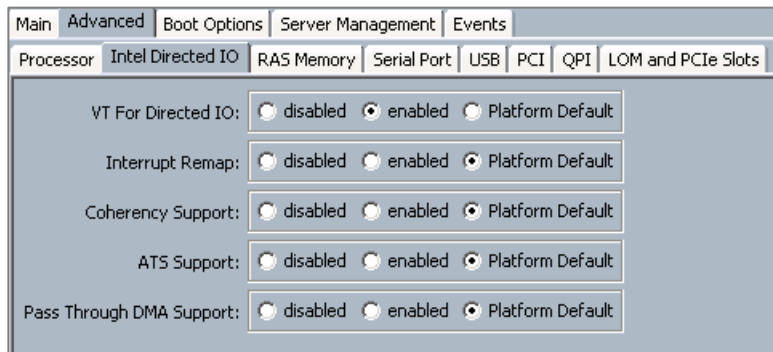 Main Advanced Boot Options Server Management Events
Processor Intel Directed IO RAS Memory Serial Port USB PCI QPI LOM and PCIe Slots
VT For Directed IO: disabled enabled Platform Default
Interrupt Remap: disabled enabled Platform Default
Coherency Support: disabled enabled Platform Default
ATS Support: disabled enabled Platform Default
Pass Through DMA Support: disabled enabled Platform Default